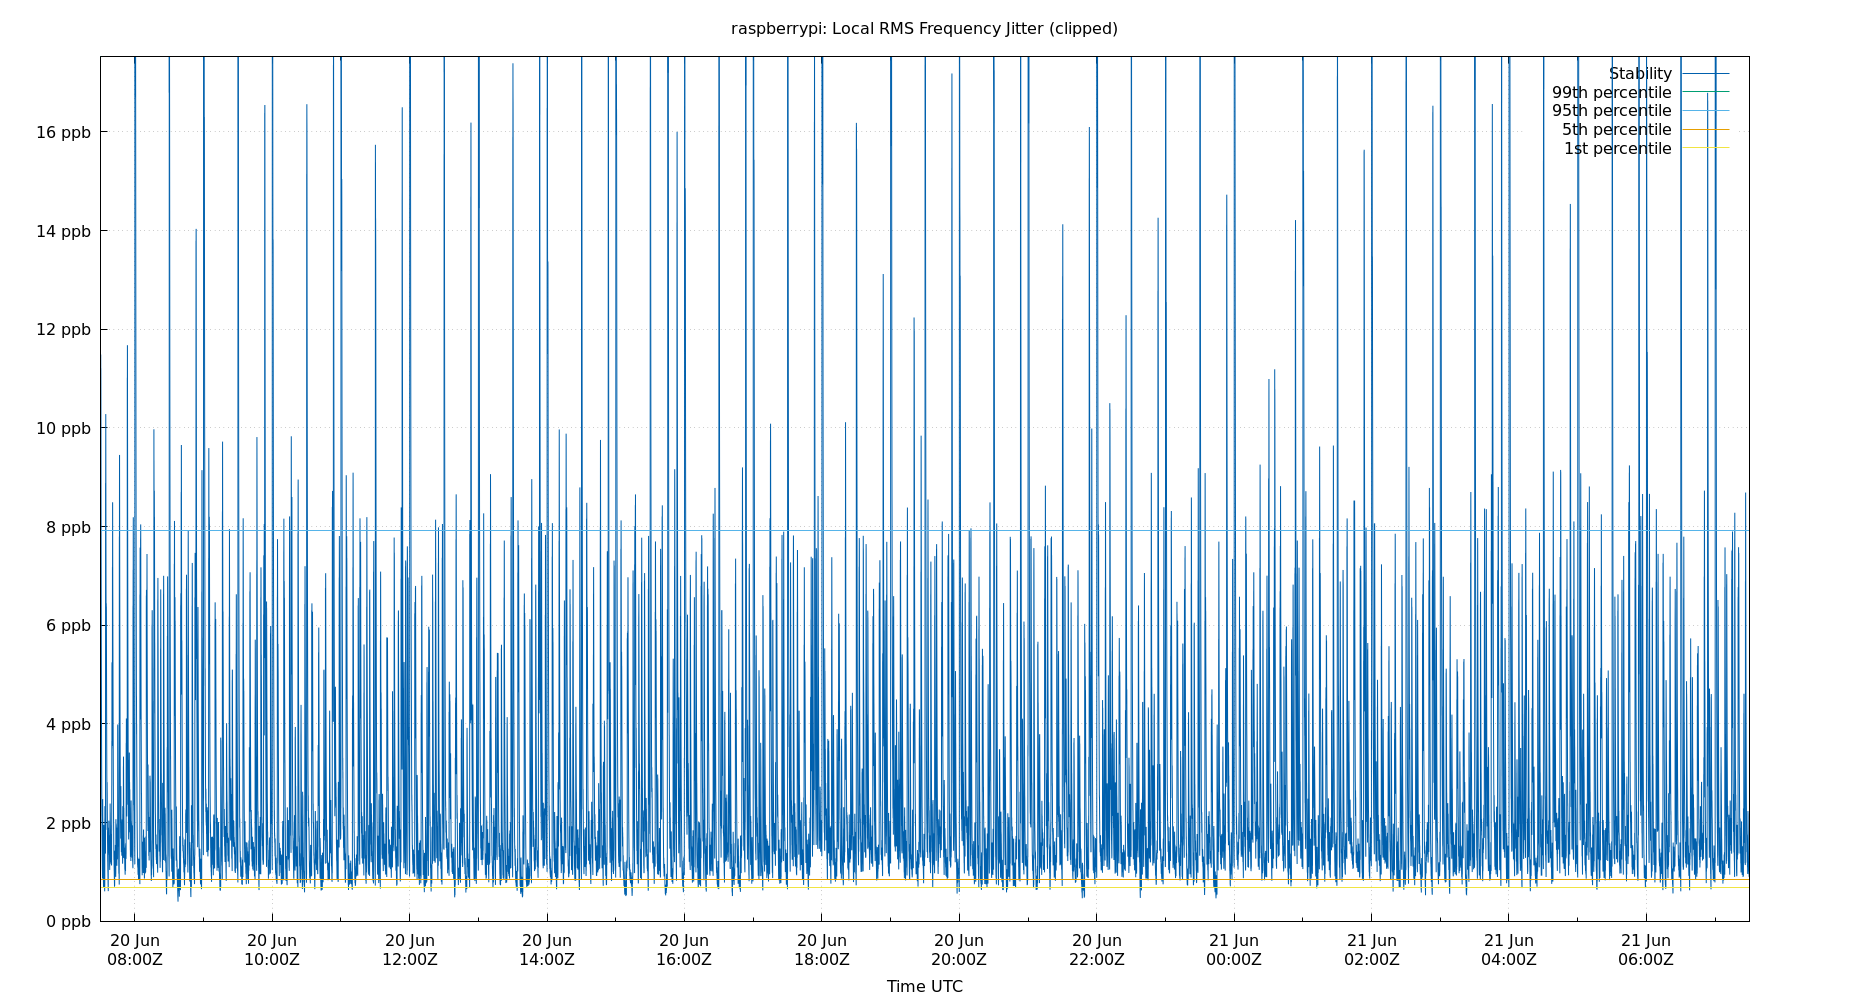 raspberrypi: Local RMS Frequency Jitter (clipped)
Stability
99th percentile
95th percentile
5th percentile
1st percentile
16 ppb
14 ppb
12 ppb
10 ppb
8 ppb
6 ppb
4 ppb
2 ppb
0 ppb
20 Jun 20 Jun 20 Jun 20 Jun 20 Jun 20 Jun 20 Jun 20 Jun 21 Jun 21 Jun 21 Jun 21 Jun
08:00Z 10:00Z 12:00Z 14:00Z 16:00Z 18:00Z 20:00Z 22:00Z 00:00Z 02:00Z 04:00Z 06:00Z
Time UTC